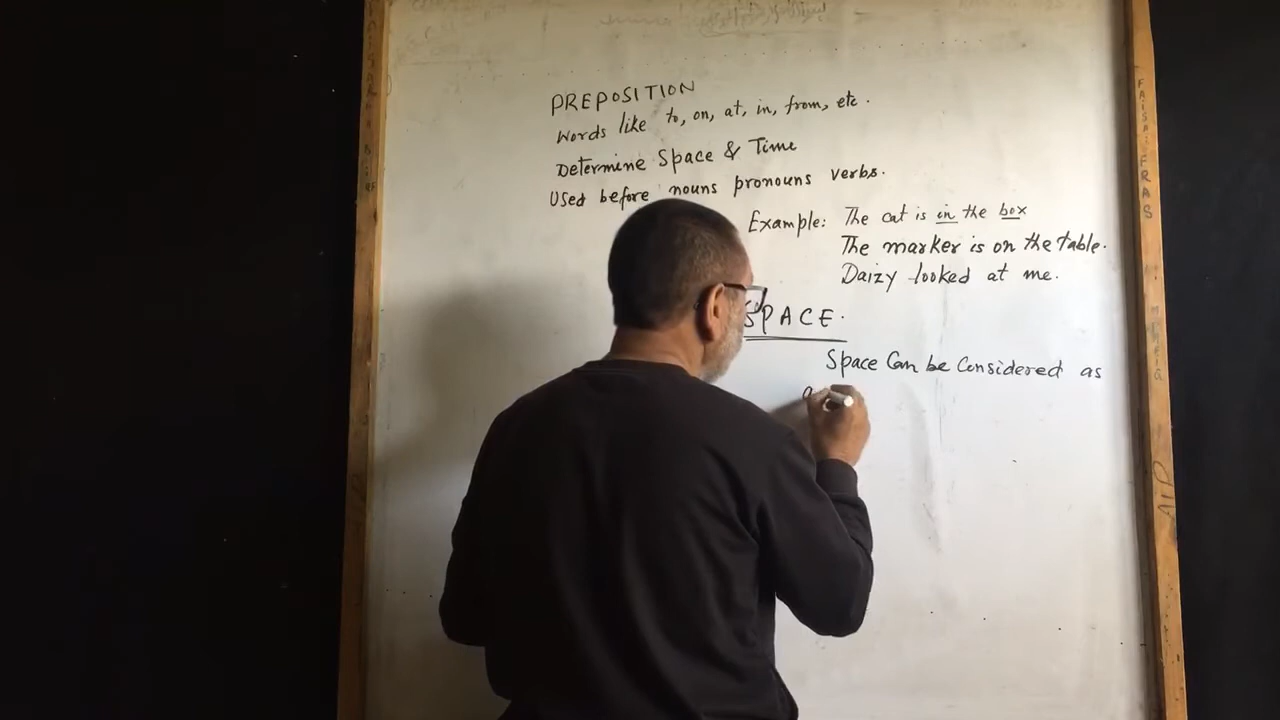 PREPOSITION
Words like to, on, at, in, from, etc.
Determine Space & Time
Used before nouns pronouns verbs.
Example: The cat is in the box
The marker is on the table.
Daizy looked at me.
SPACE.
Space Can be Considered as